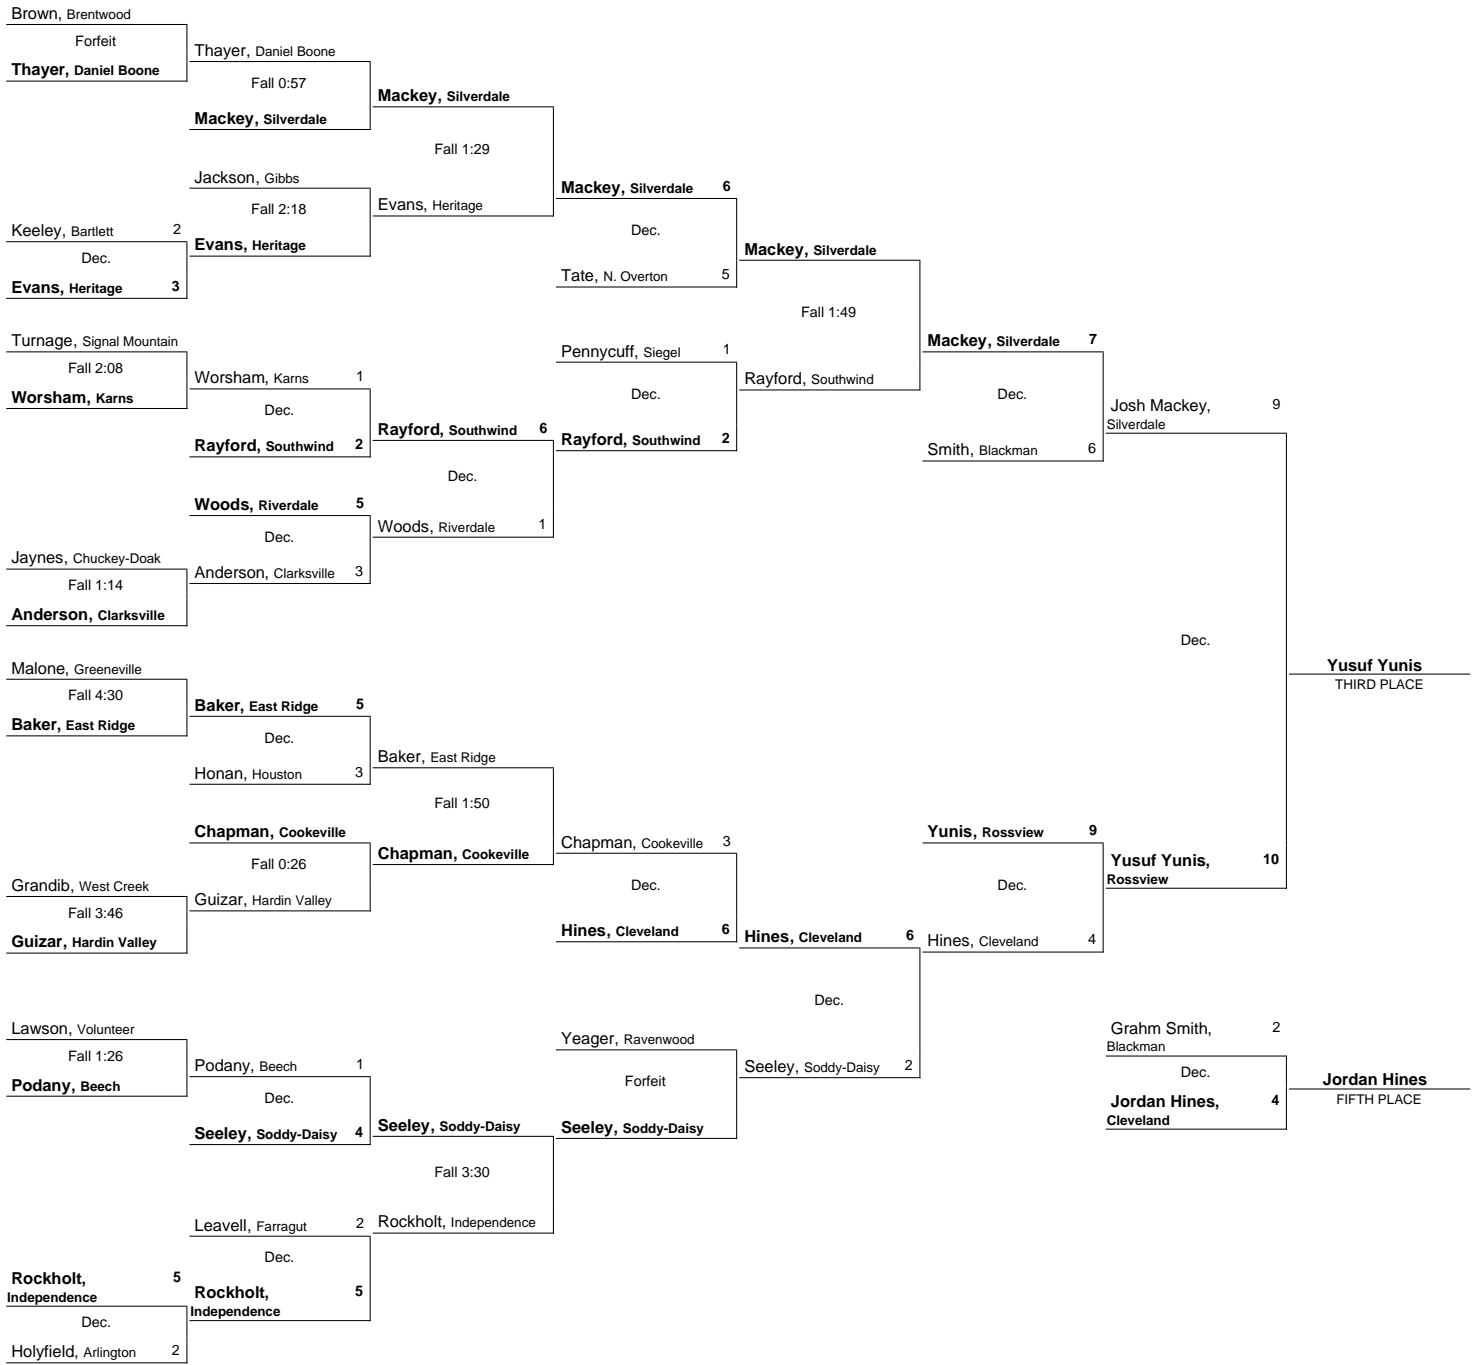 Brown, Brentwood
Forfeit
Thayer, Daniel Boone
Keeley, Bartlett 2
Dec.
Evans, Heritage 3
Turnage, Signal Mountain
Fall 2:08
Worsham, Karns
Jaynes, Chuckey-Doak
Fall 1:14
Anderson, Clarksville
Malone, Greeneville
Fall 4:30
Baker, East Ridge
Grandib, West Creek
Fall 3:46
Guizar, Hardin Valley
Lawson, Volunteer
Fall 1:26
Podany, Beech
Rockholt, 5
Independence
Dec.
Holyfield, Arlington 2
Thayer, Daniel Boone
Fall 0:57
Mackey, Silverdale
Jackson, Gibbs
Fall 2:18
Evans, Heritage
Worsham, Karns 1
Dec.
Rayford, Southwind 2
Woods, Riverdale 5
Dec.
Anderson, Clarksville 3
Baker, East Ridge 5
Dec.
Honan, Houston 3
Chapman, Cookeville
Fall 0:26
Guizar, Hardin Valley
Podany, Beech 1
Dec.
Seeley, Soddy-Daisy 4
Leavell, Farragut 2
Dec.
Rockholt, 5
Independence
Mackey, Silverdale
Fall 1:29
Evans, Heritage
Rayford, Southwind 6
Dec.
Woods, Riverdale 1
Baker, East Ridge
Fall 1:50
Chapman, Cookeville
Seeley, Soddy-Daisy
Fall 3:30
Rockholt, Independence
Mackey, Silverdale 6
Dec.
Tate, N. Overton 5
Pennycuff, Siegel 1
Dec.
Rayford, Southwind 2
Chapman, Cookeville 3
Dec.
Hines, Cleveland 6
Yeager, Ravenwood
Forfeit
Seeley, Soddy-Daisy
Mackey, Silverdale
Fall 1:49
Rayford, Southwind
Hines, Cleveland 6
Dec.
Seeley, Soddy-Daisy 2
Mackey, Silverdale 7
Dec.
Smith, Blackman 6
Yunis, Rossview 9
Dec.
Hines, Cleveland 4
Josh Mackey, 9
Silverdale
Dec.
Yusuf Yunis, 10
Rossview
Yusuf Yunis
THIRD PLACE
Grahm Smith, 2
Blackman
Dec.
Jordan Hines, 4
Cleveland
Jordan Hines
FIFTH PLACE